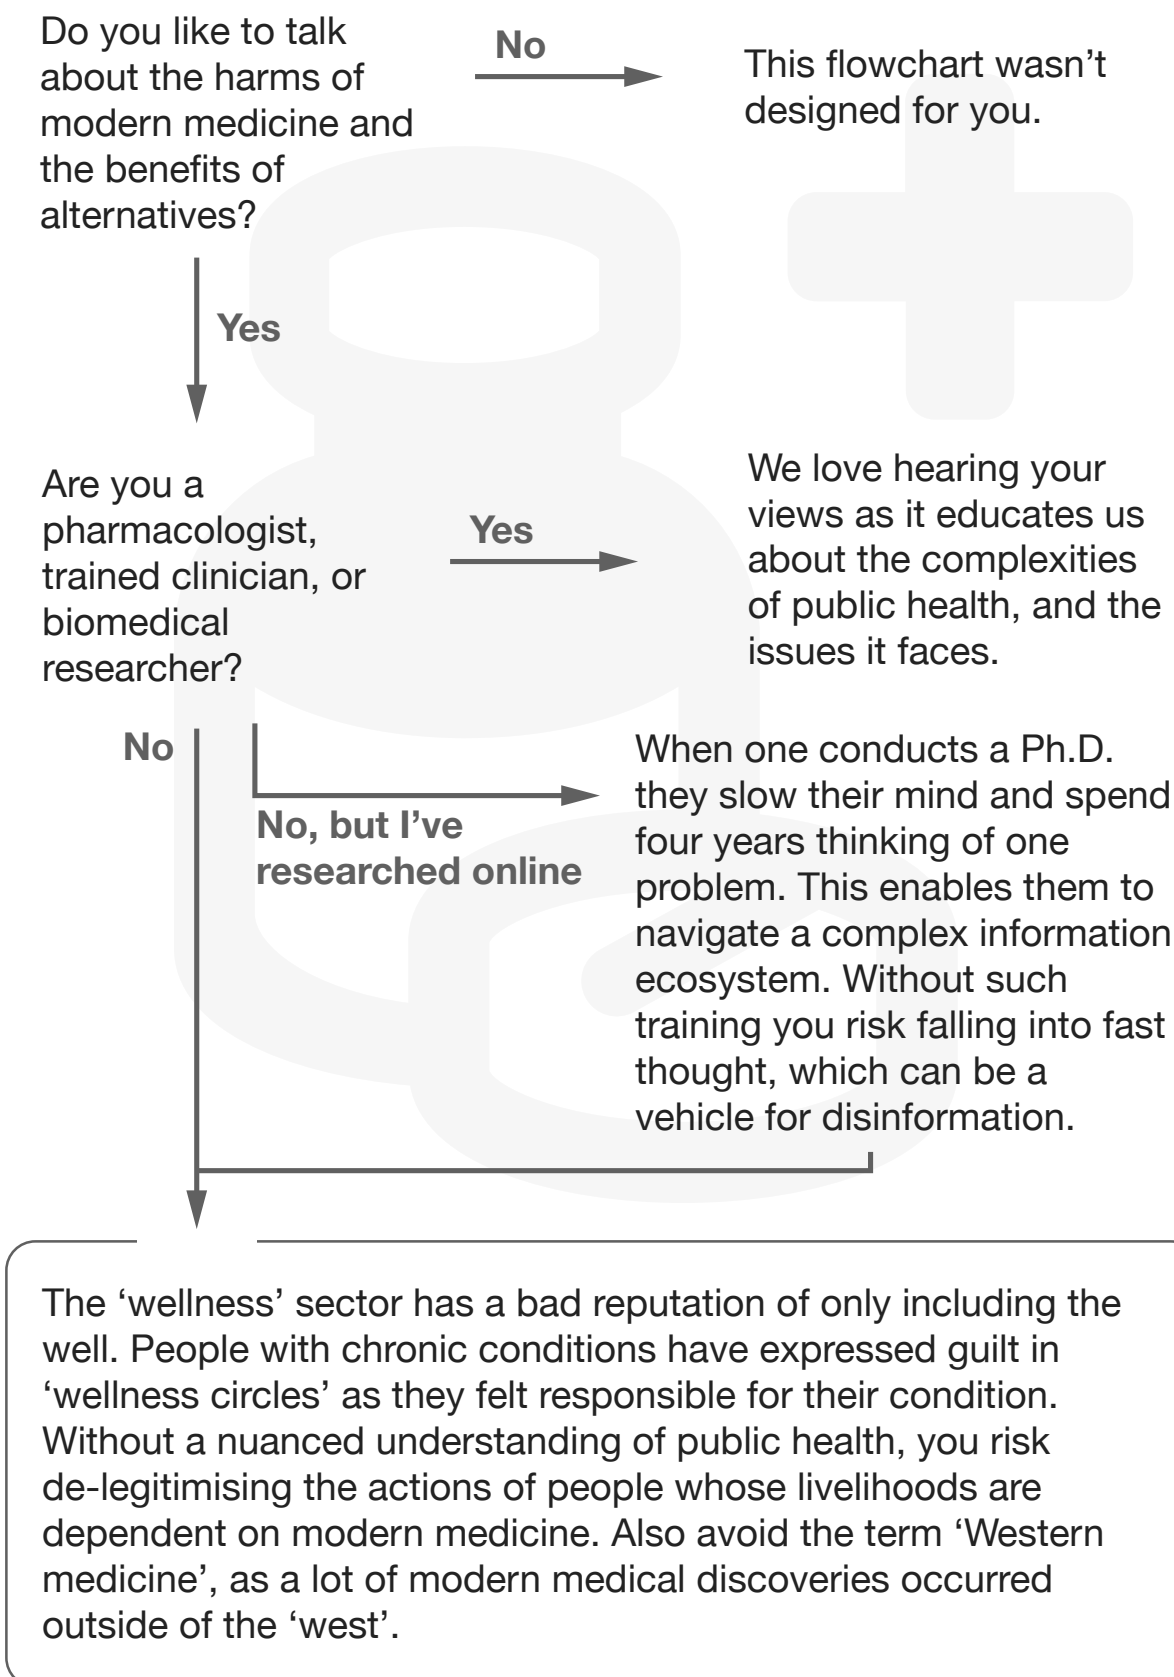 Do you like to talk
about the harms of
modern medicine and
the benefits of
alternatives?
No
This flowchart wasn't
designed for you.
Yes
Are you a
pharmacologist,
trained clinician, or
biomedical
researcher?
Yes
We love hearing your
views as it educates us
about the complexities
of public health, and the
issues it faces.
No
No, but I’ve
researched online
When one conducts a Ph.D.
they slow their mind and spend
four years thinking of one
problem. This enables them to
navigate a complex information
ecosystem. Without such
training you risk falling into fast
thought, which can be a
vehicle for disinformation.
The ‘wellness’ sector has a bad reputation of only including the
well. People with chronic conditions have expressed guilt in
‘wellness circles’ as they felt responsible for their condition.
Without a nuanced understanding of public health, you risk
de-legitimising the actions of people whose livelihoods are
dependent on modern medicine. Also avoid the term ‘Western
medicine’, as a lot of modern medical discoveries occurred
outside of the ‘west’.